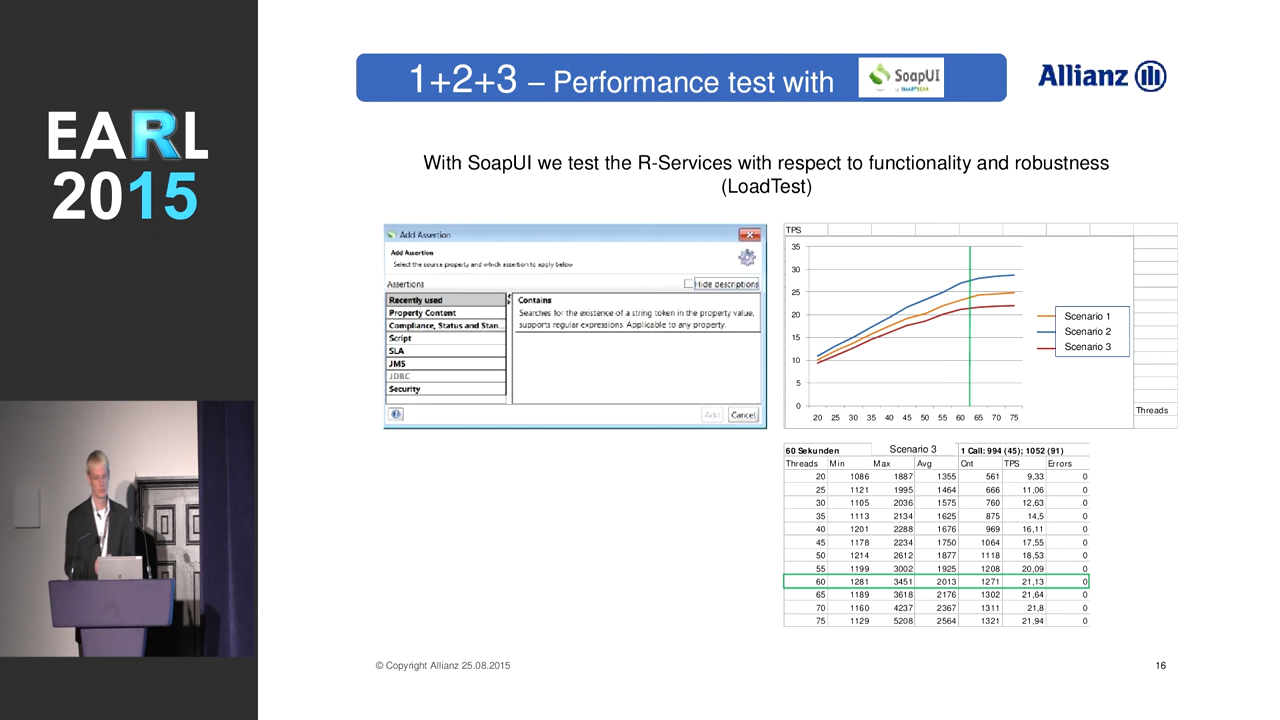 EARL
2015
1+2+3 – Performance test with
SoapUI
by SMARTBEAR
Allianz
With SoapUI we test the R-Services with respect to functionality and robustness
(LoadTest)
Add Assertion
Add Assertion
Select the source property and which assertion to apply below
Assertions
Hide descriptions
Recently used
Property Content
Compliance, Status and Stan...
Script
SLA
JMS
JDBC
Security
Contains
Searches for the existence of a string token in the property value,
supports regular expressions. Applicable to any property.
Add
Cancel
TPS
35
30
25
20
15
10
5
0
20 25 30 35 40 45 50 55 60 65 70 75
Threads
Scenario 1
Scenario 2
Scenario 3
60 Sekunden Scenario 3 1 Call: 994 (45); 1052 (91)
Threads Min Max Avg Cnt TPS Errors
20 1086 1887 1355 561 9,33 0
25 1121 1995 1464 666 11,06 0
30 1105 2036 1575 760 12,63 0
35 1113 2134 1625 875 14,5 0
40 1201 2288 1676 969 16,11 0
45 1178 2234 1750 1064 17,55 0
50 1214 2612 1877 1118 18,53 0
55 1199 3002 1925 1208 20,09 0
60 1281 3451 2013 1271 21,13 0
65 1189 3618 2176 1302 21,64 0
70 1160 4237 2367 1311 21,8 0
75 1129 5208 2564 1321 21,94 0
© Copyright Allianz 25.08.2015
16